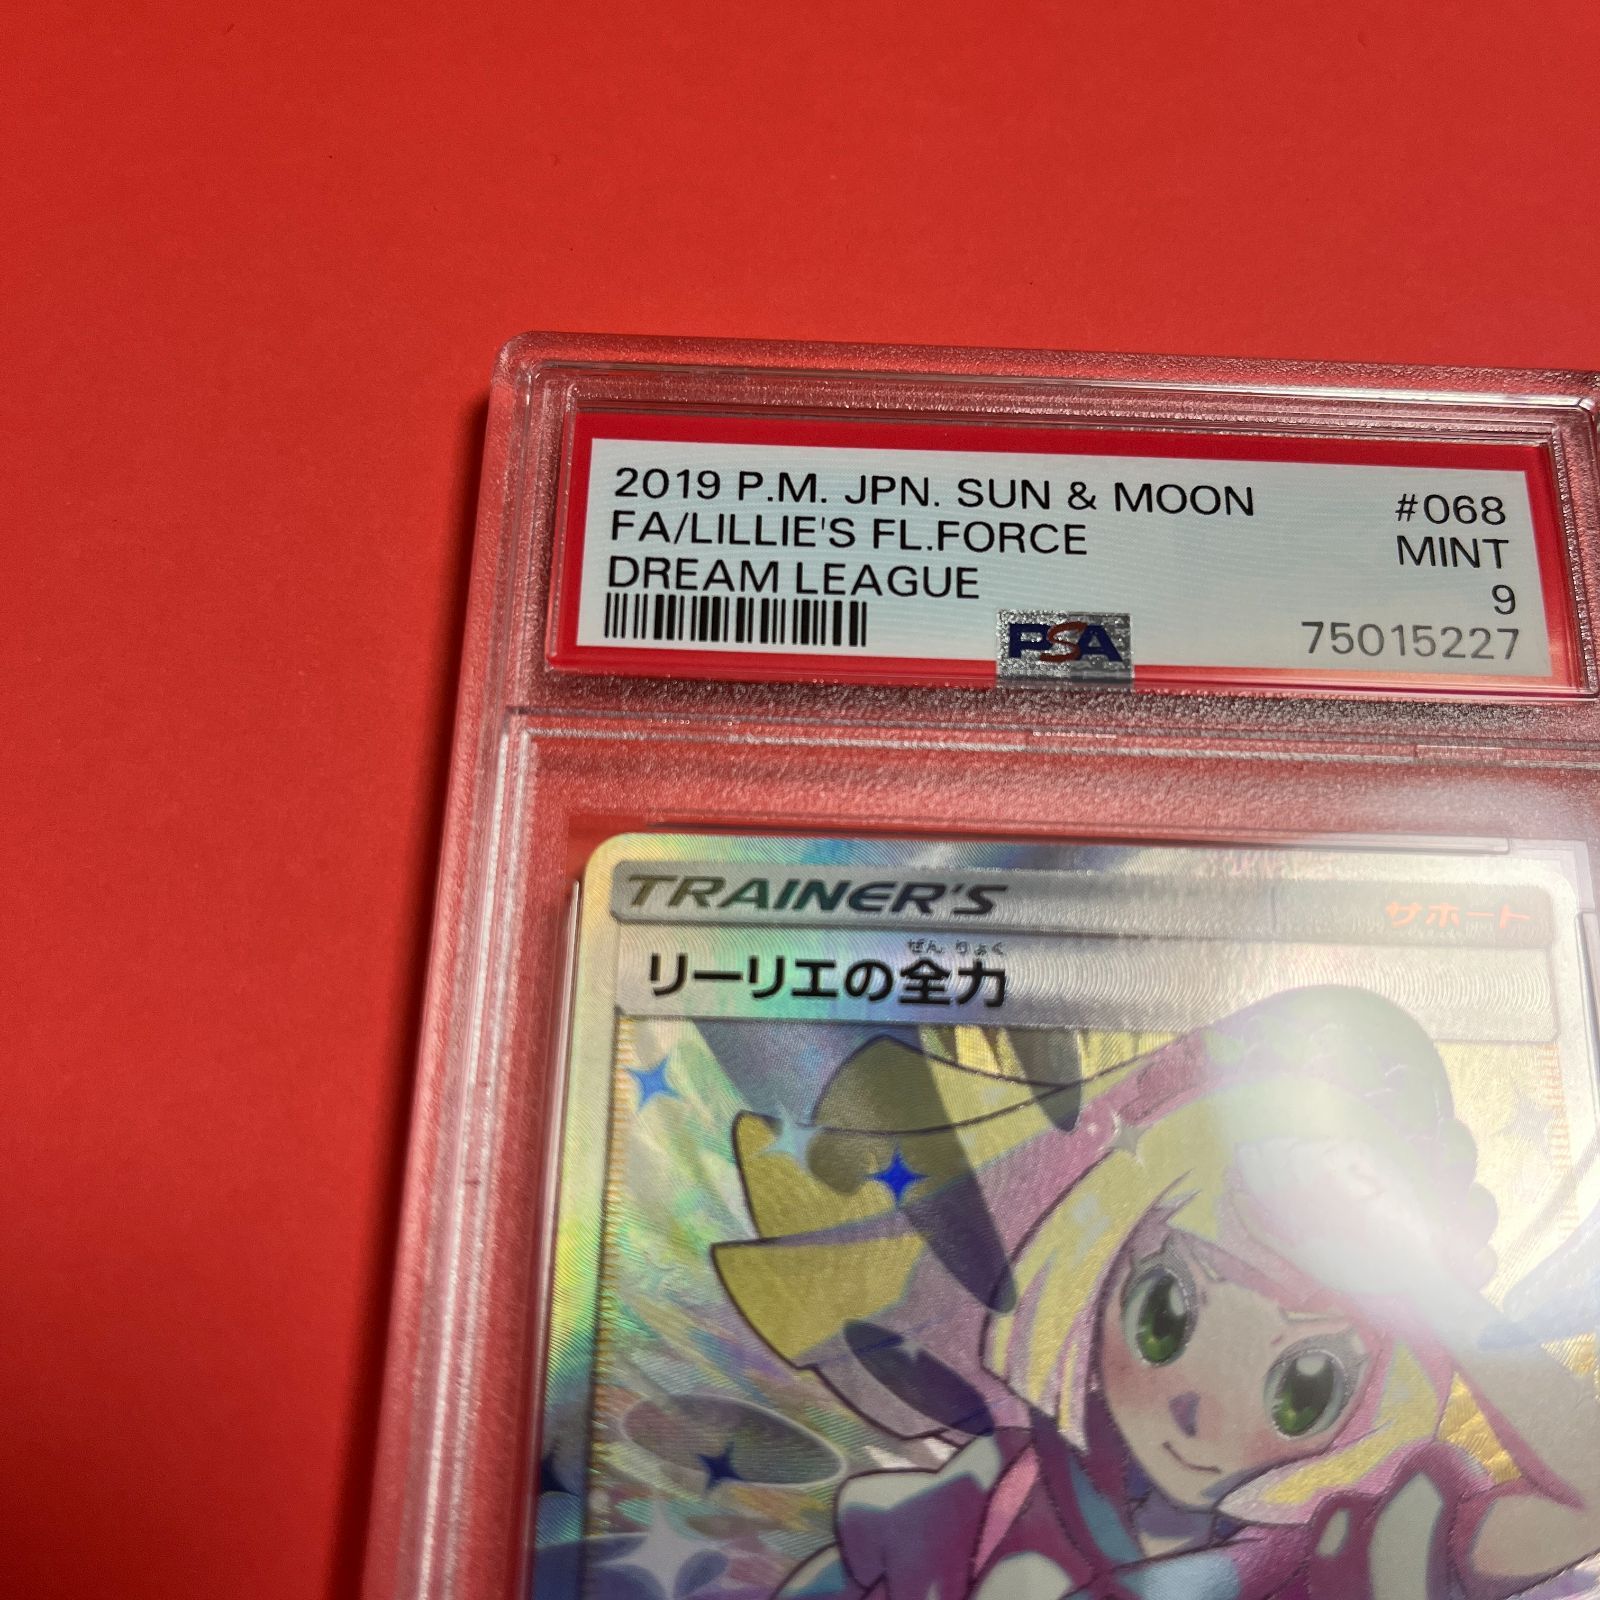 2019 P.M. JPN. SUN & MOON #068
FA/LILLIE'S FL.FORCE MINT
DREAM LEAGUE 9
PSA 75015227
TRAINER'S サポート
ぜんりょく
リーリエの全力